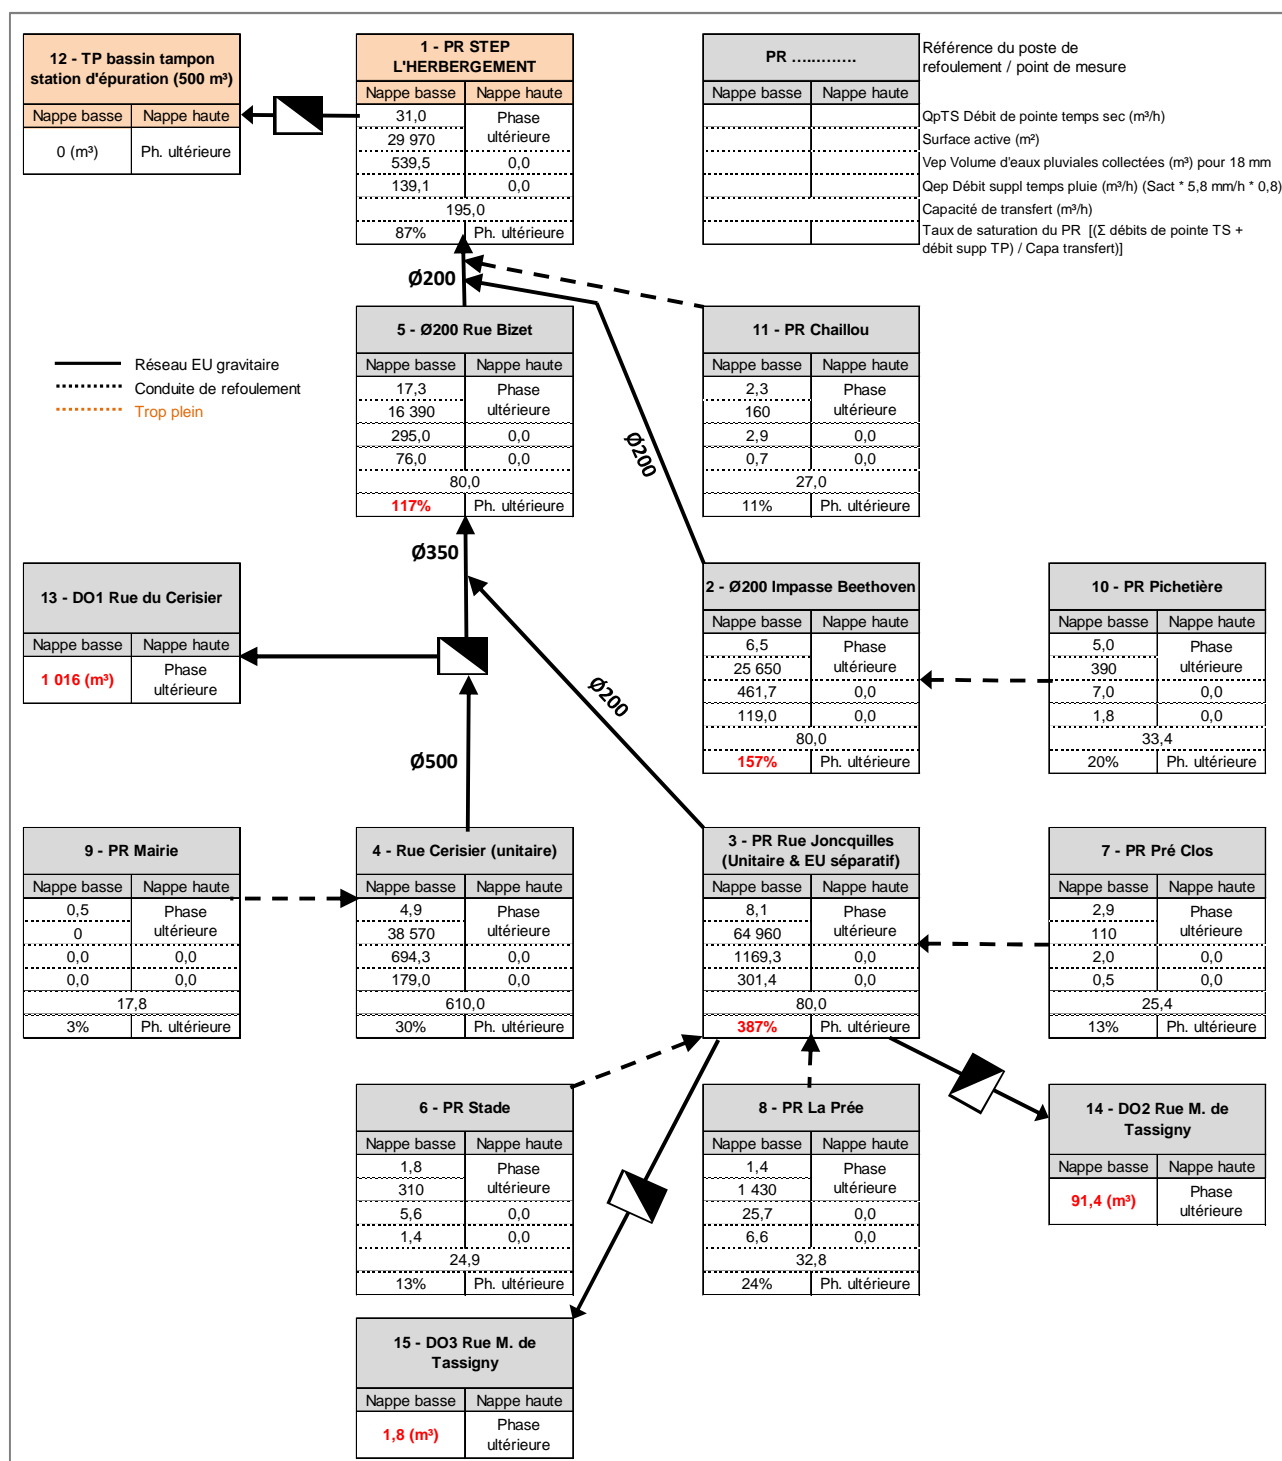 12 - TP bassin tampon
station d'épuration (500 m³)
Nappe basse Nappe haute
0 (m³) Ph. ultérieure
1 - PR STEP
L'HERBERGEMENT
Nappe basse Nappe haute
31,0 Phase
ultérieure
29 970
539,5 0,0
139,1 0,0
195,0
87% Ph. ultérieure
PR .............
Nappe basse Nappe haute
Référence du poste de
refoulement / point de mesure
QpTS Débit de pointe temps sec (m³/h)
Surface active (m²)
Vep Volume d'eaux pluviales collectées (m³) pour 18 mm
Qep Débit suppl temps pluie (m³/h) (Sact * 5,8 mm/h * 0,8)
Capacité de transfert (m³/h)
Taux de saturation du PR [(Σ débits de pointe TS +
débit supp TP) / Capa transfert)]
Ø200
Réseau EU gravitaire
Conduite de refoulement
Trop plein
5 - Ø200 Rue Bizet
Nappe basse Nappe haute
17,3 Phase
ultérieure
16 390
295,0 0,0
76,0 0,0
80,0
117% Ph. ultérieure
11 - PR Chaillou
Nappe basse Nappe haute
2,3 Phase
ultérieure
160
2,9 0,0
0,7 0,0
27,0
11% Ph. ultérieure
Ø200
Ø350
13 - DO1 Rue du Cerisier
Nappe basse Nappe haute
1 016 (m³) Phase
ultérieure
2 - Ø200 Impasse Beethoven
Nappe basse Nappe haute
6,5 Phase
ultérieure
25 650
461,7 0,0
119,0 0,0
80,0
157% Ph. ultérieure
10 - PR Pichetière
Nappe basse Nappe haute
5,0 Phase
ultérieure
390
7,0 0,0
1,8 0,0
33,4
20% Ph. ultérieure
Ø200
Ø500
9 - PR Mairie
Nappe basse Nappe haute
0,5 Phase
ultérieure
0
0,0 0,0
0,0 0,0
17,8
3% Ph. ultérieure
4 - Rue Cerisier (unitaire)
Nappe basse Nappe haute
4,9 Phase
ultérieure
38 570
694,3 0,0
179,0 0,0
610,0
30% Ph. ultérieure
3 - PR Rue Joncquilles
(Unitaire & EU séparatif)
Nappe basse Nappe haute
8,1 Phase
ultérieure
64 960
1169,3 0,0
301,4 0,0
80,0
387% Ph. ultérieure
7 - PR Pré Clos
Nappe basse Nappe haute
2,9 Phase
ultérieure
110
2,0 0,0
0,5 0,0
25,4
13% Ph. ultérieure
6 - PR Stade
Nappe basse Nappe haute
1,8 Phase
ultérieure
310
5,6 0,0
1,4 0,0
24,9
13% Ph. ultérieure
8 - PR La Prée
Nappe basse Nappe haute
1,4 Phase
ultérieure
1 430
25,7 0,0
6,6 0,0
32,8
24% Ph. ultérieure
14 - DO2 Rue M. de
Tassigny
Nappe basse Nappe haute
91,4 (m³) Phase
ultérieure
15 - DO3 Rue M. de
Tassigny
Nappe basse Nappe haute
1,8 (m³) Phase
ultérieure